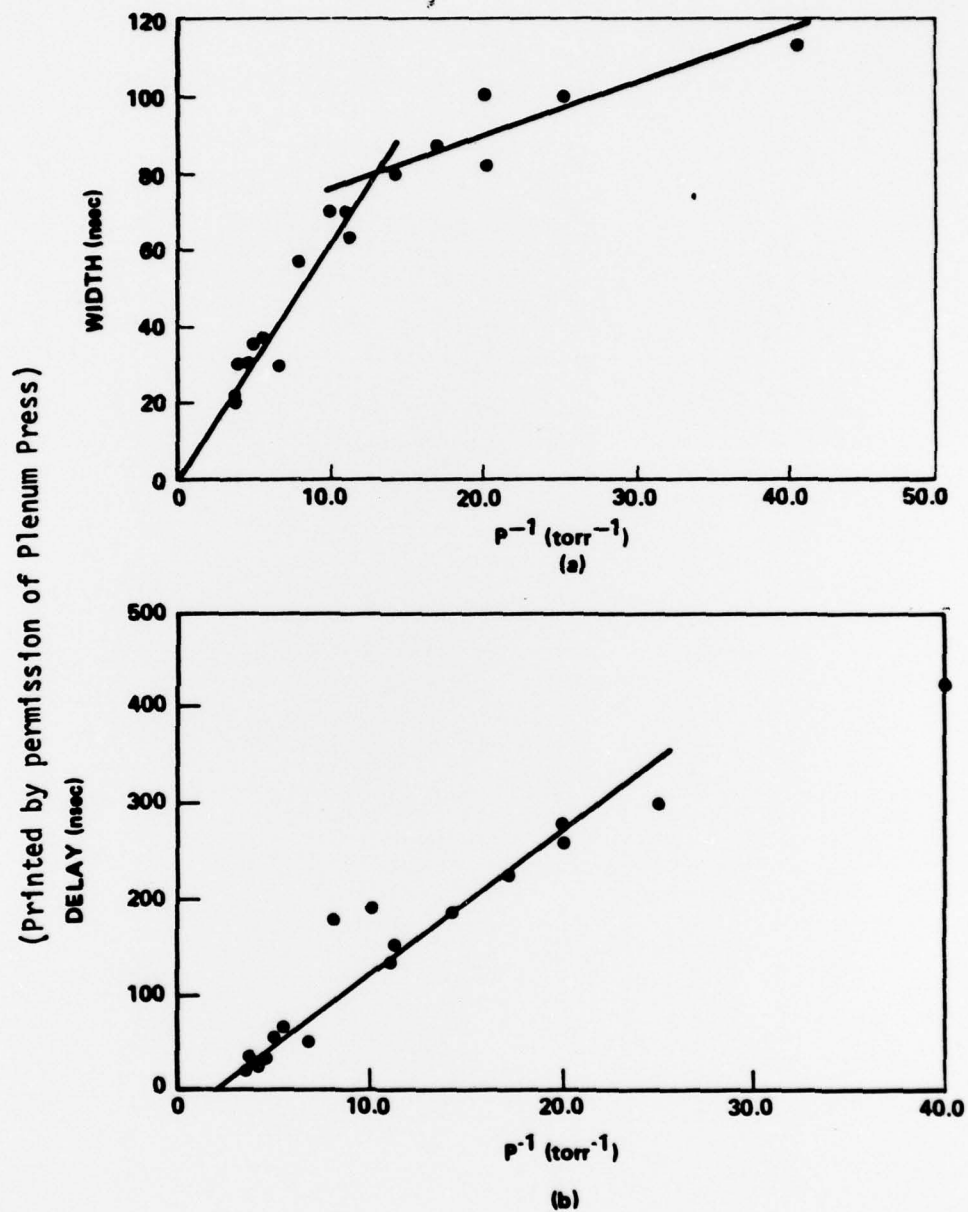 (Printed by permission of Plenum Press)
120
100
80
60
40
20
0
WIDTH (nsec)
0 10.0 20.0 30.0 40.0 50.0
P⁻¹ (torr⁻¹)
(a)
500
400
300
200
100
0
DELAY (nsec)
0 10.0 20.0 30.0 40.0
P⁻¹ (torr⁻¹)
(b)